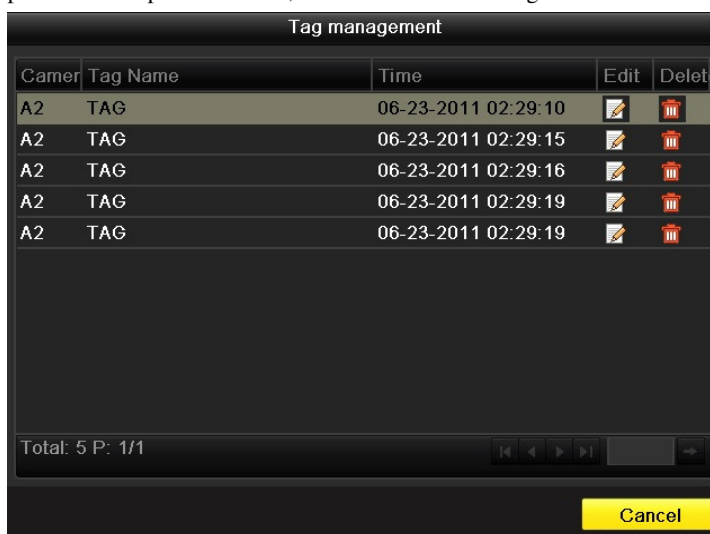 Tag management
Camer Tag Name Time Edit Delet
A2 TAG 06-23-2011 02:29:10
A2 TAG 06-23-2011 02:29:15
A2 TAG 06-23-2011 02:29:16
A2 TAG 06-23-2011 02:29:19
A2 TAG 06-23-2011 02:29:19
Total: 5 P: 1/1
Cancel